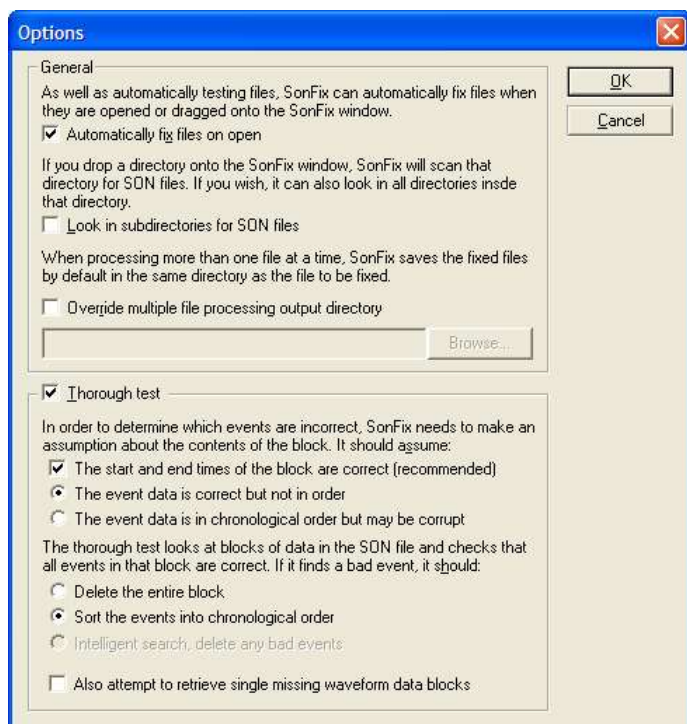 Options
General
OK
As well as automatically testing files, SonFix can automatically fix files when
they are opened or dragged onto the SonFix window.
Cancel
Automatically fix files on open
If you drop a directory onto the SonFix window, SonFix will scan that
directory for SON files. If you wish, it can also look in all directories insde
that directory.
Look in subdirectories for SON files
When processing more than one file at a time, SonFix saves the fixed files
by default in the same directory as the file to be fixed.
Override multiple file processing output directory
Browse...
Thorough test
In order to determine which events are incorrect, SonFix needs to make an
assumption about the contents of the block. It should assume:
The start and end times of the block are correct (recommended)
The event data is correct but not in order
The event data is in chronological order but may be corrupt
The thorough test looks at blocks of data in the SON file and checks that
all events in that block are correct. If it finds a bad event, it should:
Delete the entire block
Sort the events into chronological order
Intelligent search, delete any bad events
Also attempt to retrieve single missing waveform data blocks